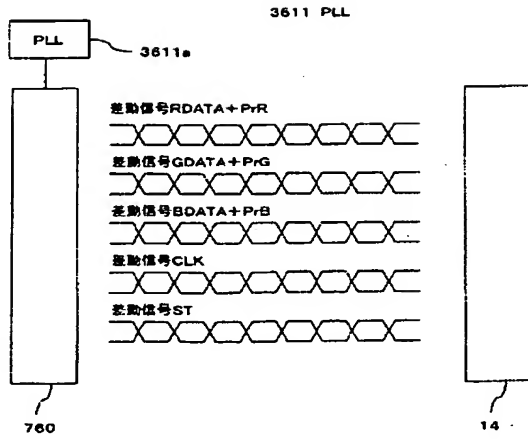 3611 PLL
PLL
3611a
差動信号RDATA+PrR
差動信号GDATA+PrG
差動信号BDATA+PrB
差動信号CLK
差動信号ST
760
14